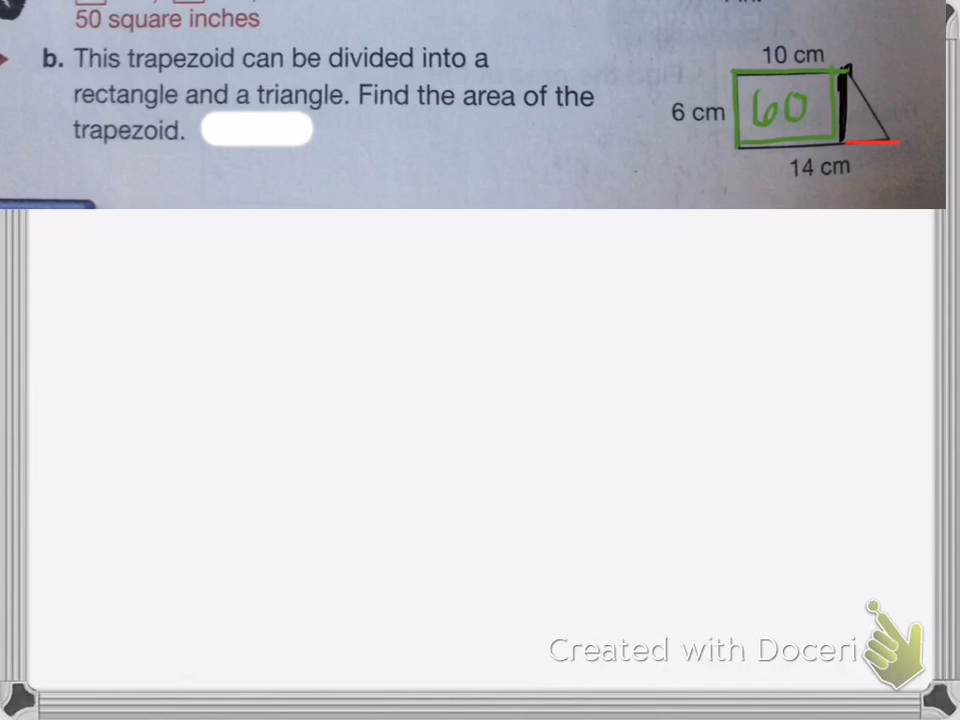 50 square inches
b. This trapezoid can be divided into a
rectangle and a triangle. Find the area of the
trapezoid.
10 cm
6 cm
60
14 cm
Created with Doceri